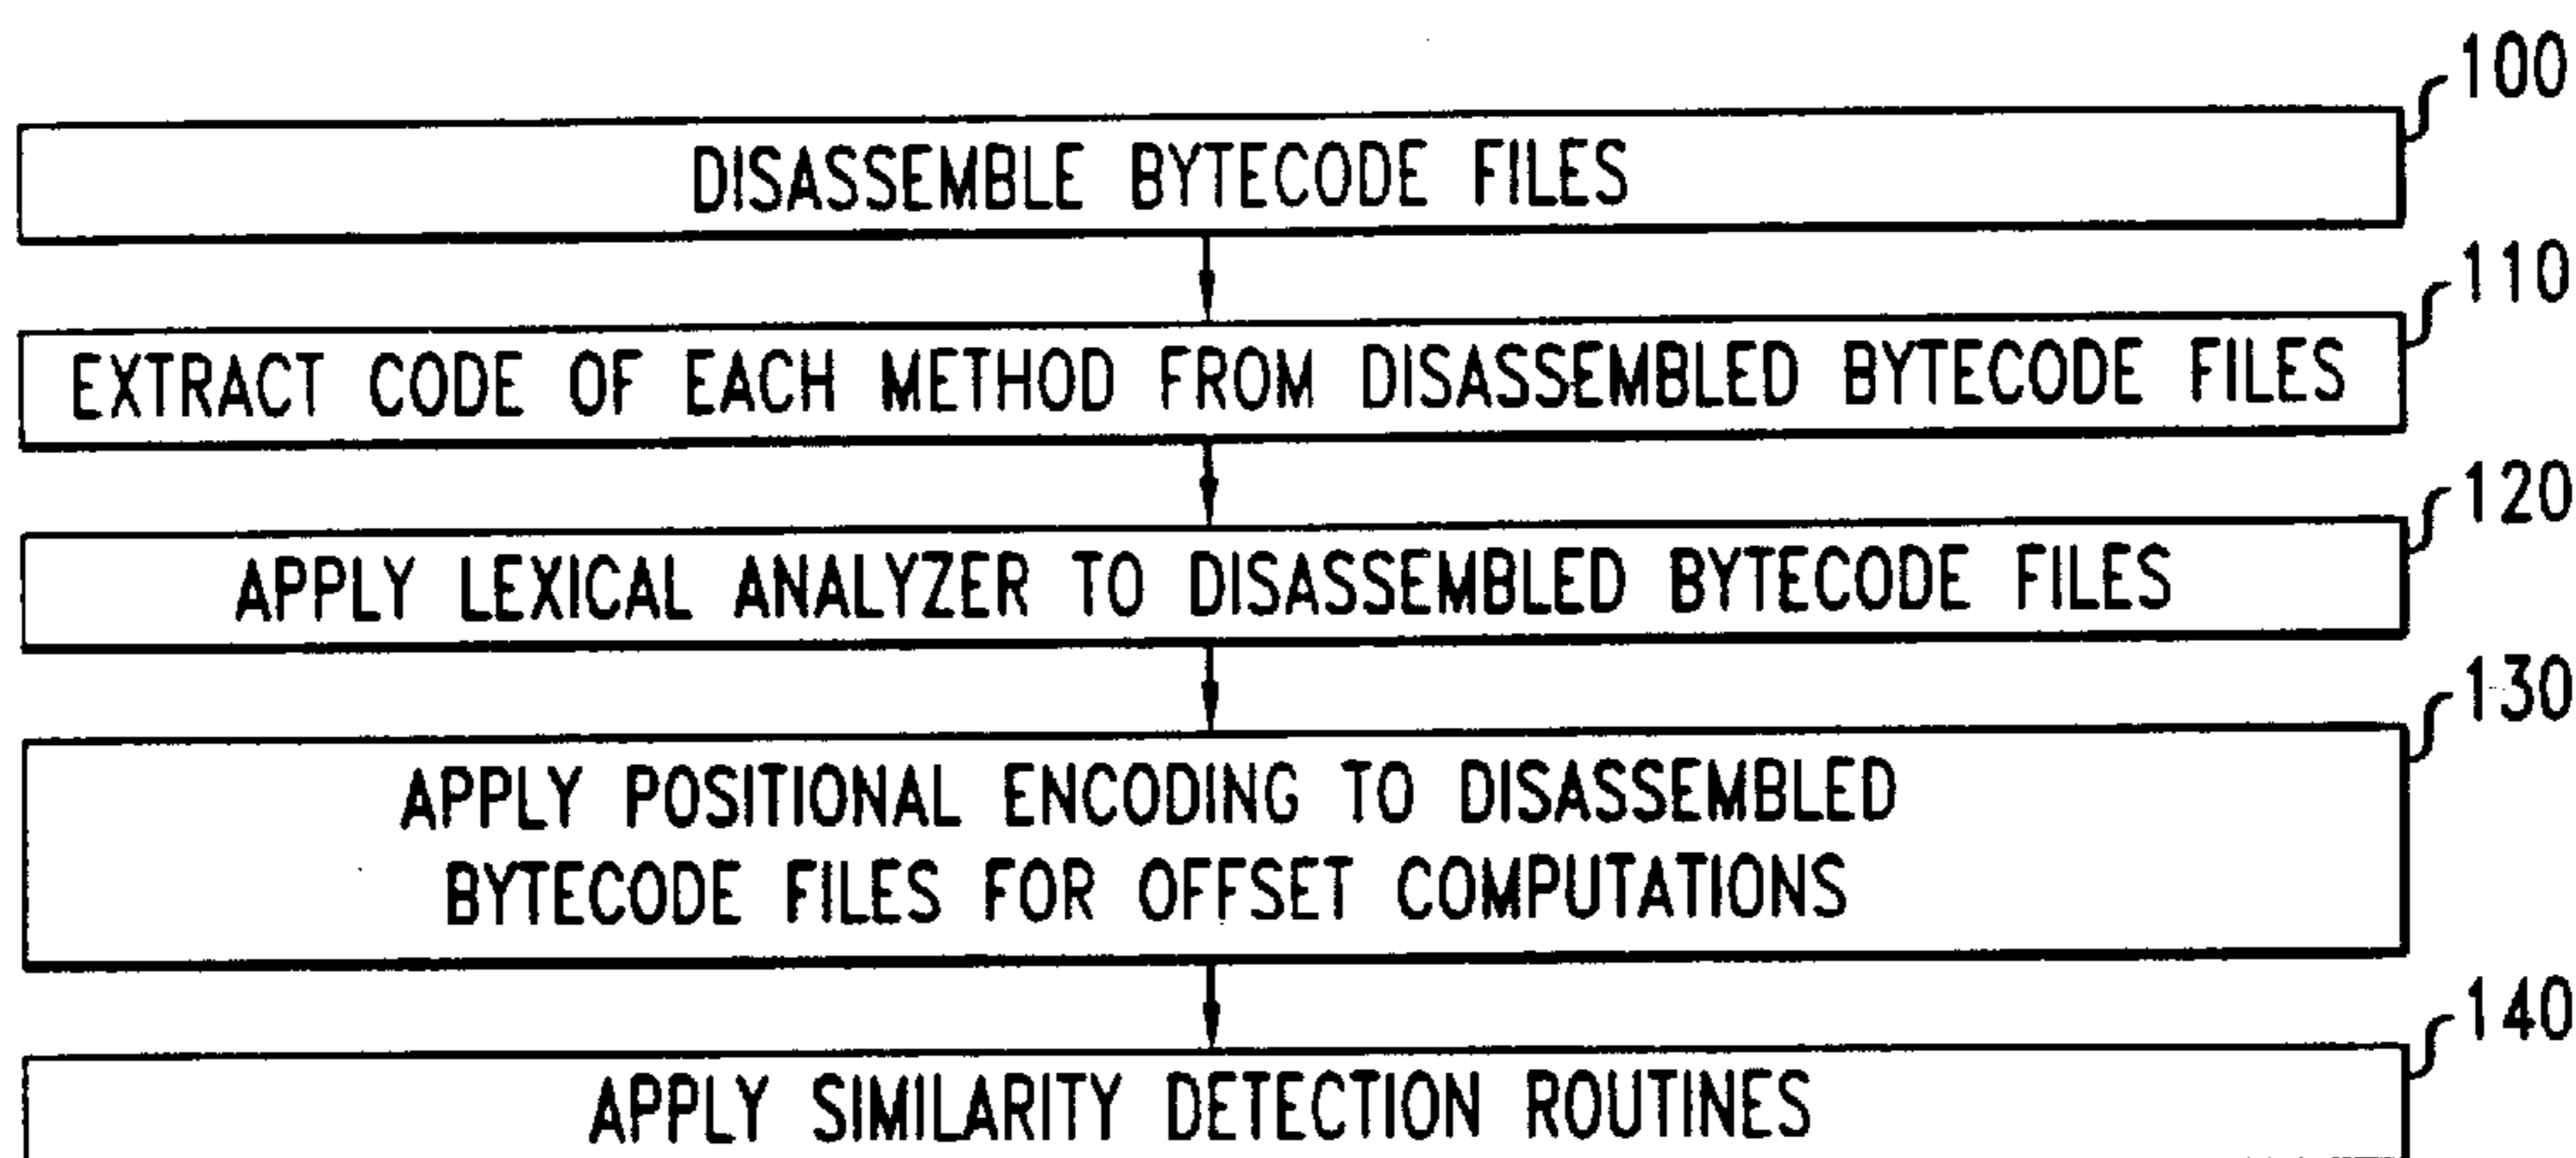 100
DISASSEMBLE BYTECODE FILES
110
EXTRACT CODE OF EACH METHOD FROM DISASSEMBLED BYTECODE FILES
120
APPLY LEXICAL ANALYZER TO DISASSEMBLED BYTECODE FILES
130
APPLY POSITIONAL ENCODING TO DISASSEMBLED
BYTECODE FILES FOR OFFSET COMPUTATIONS
140
APPLY SIMILARITY DETECTION ROUTINES